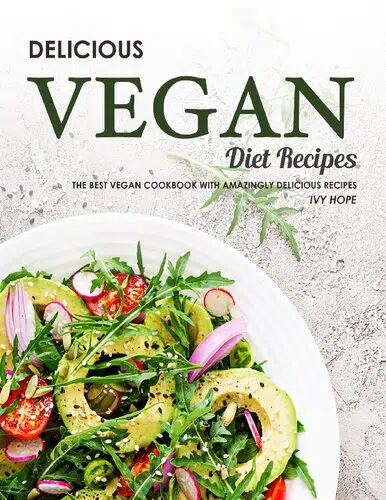 DELICIOUS
VEGAN
Diet Recipes
THE BEST VEGAN COOKBOOK WITH AMAZINGLY DELICIOUS RECIPES
IVY HOPE